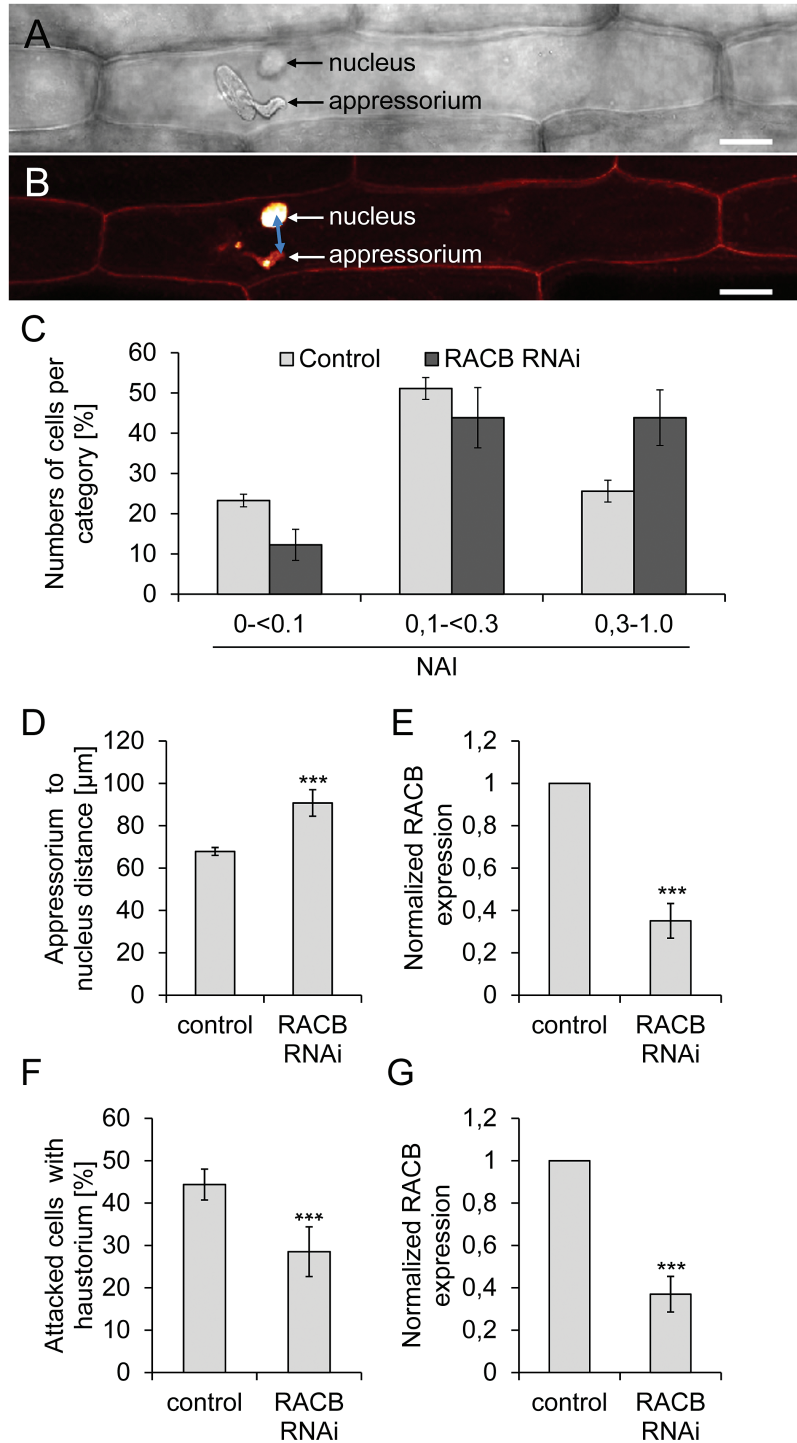 A
nucleus
appressorium
B
nucleus
appressorium
C
Numbers of cells per
category [%]
60
50
40
30
20
10
0
Control
RACB RNAi
0-<0.1
0,1-<0.3
0,3-1.0
NAI
D
Appressorium to
nucleus distance [µm]
120
100
80
60
40
20
0
***
control
RACB
RNAi
E
Normalized RACB
expression
1,2
1
0,8
0,6
0,4
0,2
0
***
control
RACB
RNAi
F
Attacked cells with
haustorium [%]
60
50
40
30
20
10
0
***
control
RACB
RNAi
G
Normalized RACB
expression
1,2
1
0,8
0,6
0,4
0,2
0
***
control
RACB
RNAi